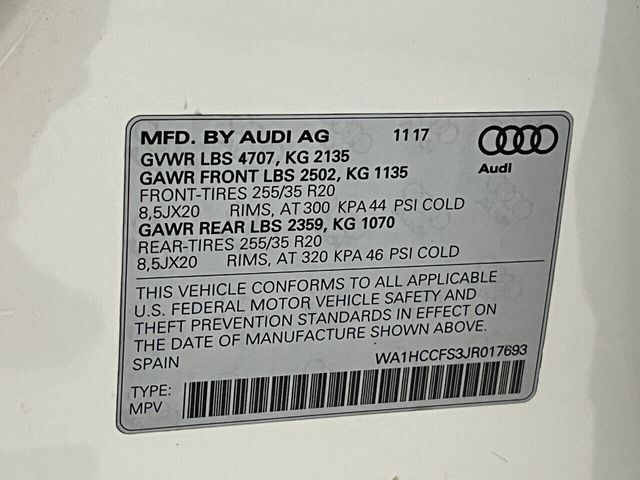 MFD. BY AUDI AG 11 17
GVWR LBS 4707, KG 2135
Audi
GAWR FRONT LBS 2502, KG 1135
FRONT-TIRES 255/35 R20
8,5JX20 RIMS, AT 300 KPA 44 PSI COLD
GAWR REAR LBS 2359, KG 1070
REAR-TIRES 255/35 R20
8,5JX20 RIMS, AT 320 KPA 46 PSI COLD
THIS VEHICLE CONFORMS TO ALL APPLICABLE
U.S. FEDERAL MOTOR VEHICLE SAFETY AND
THEFT PREVENTION STANDARDS IN EFFECT ON
THE DATE OF MANUFACTURE SHOWN ABOVE.
SPAIN WA1HCCFS3JR017693
TYPE:
MPV